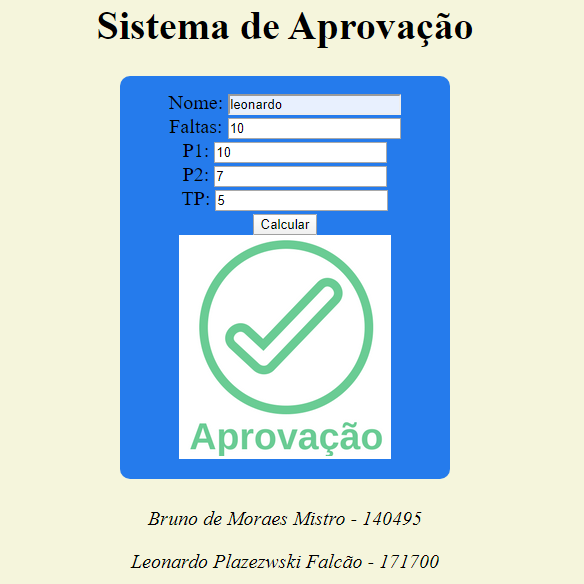 Sistema de Aprovação
Nome: leonardo
Faltas: 10
P1: 10
P2: 7
TP: 5
Calcular
Aprovação
Bruno de Moraes Mistro - 140495
Leonardo Plazezwski Falcão - 171700